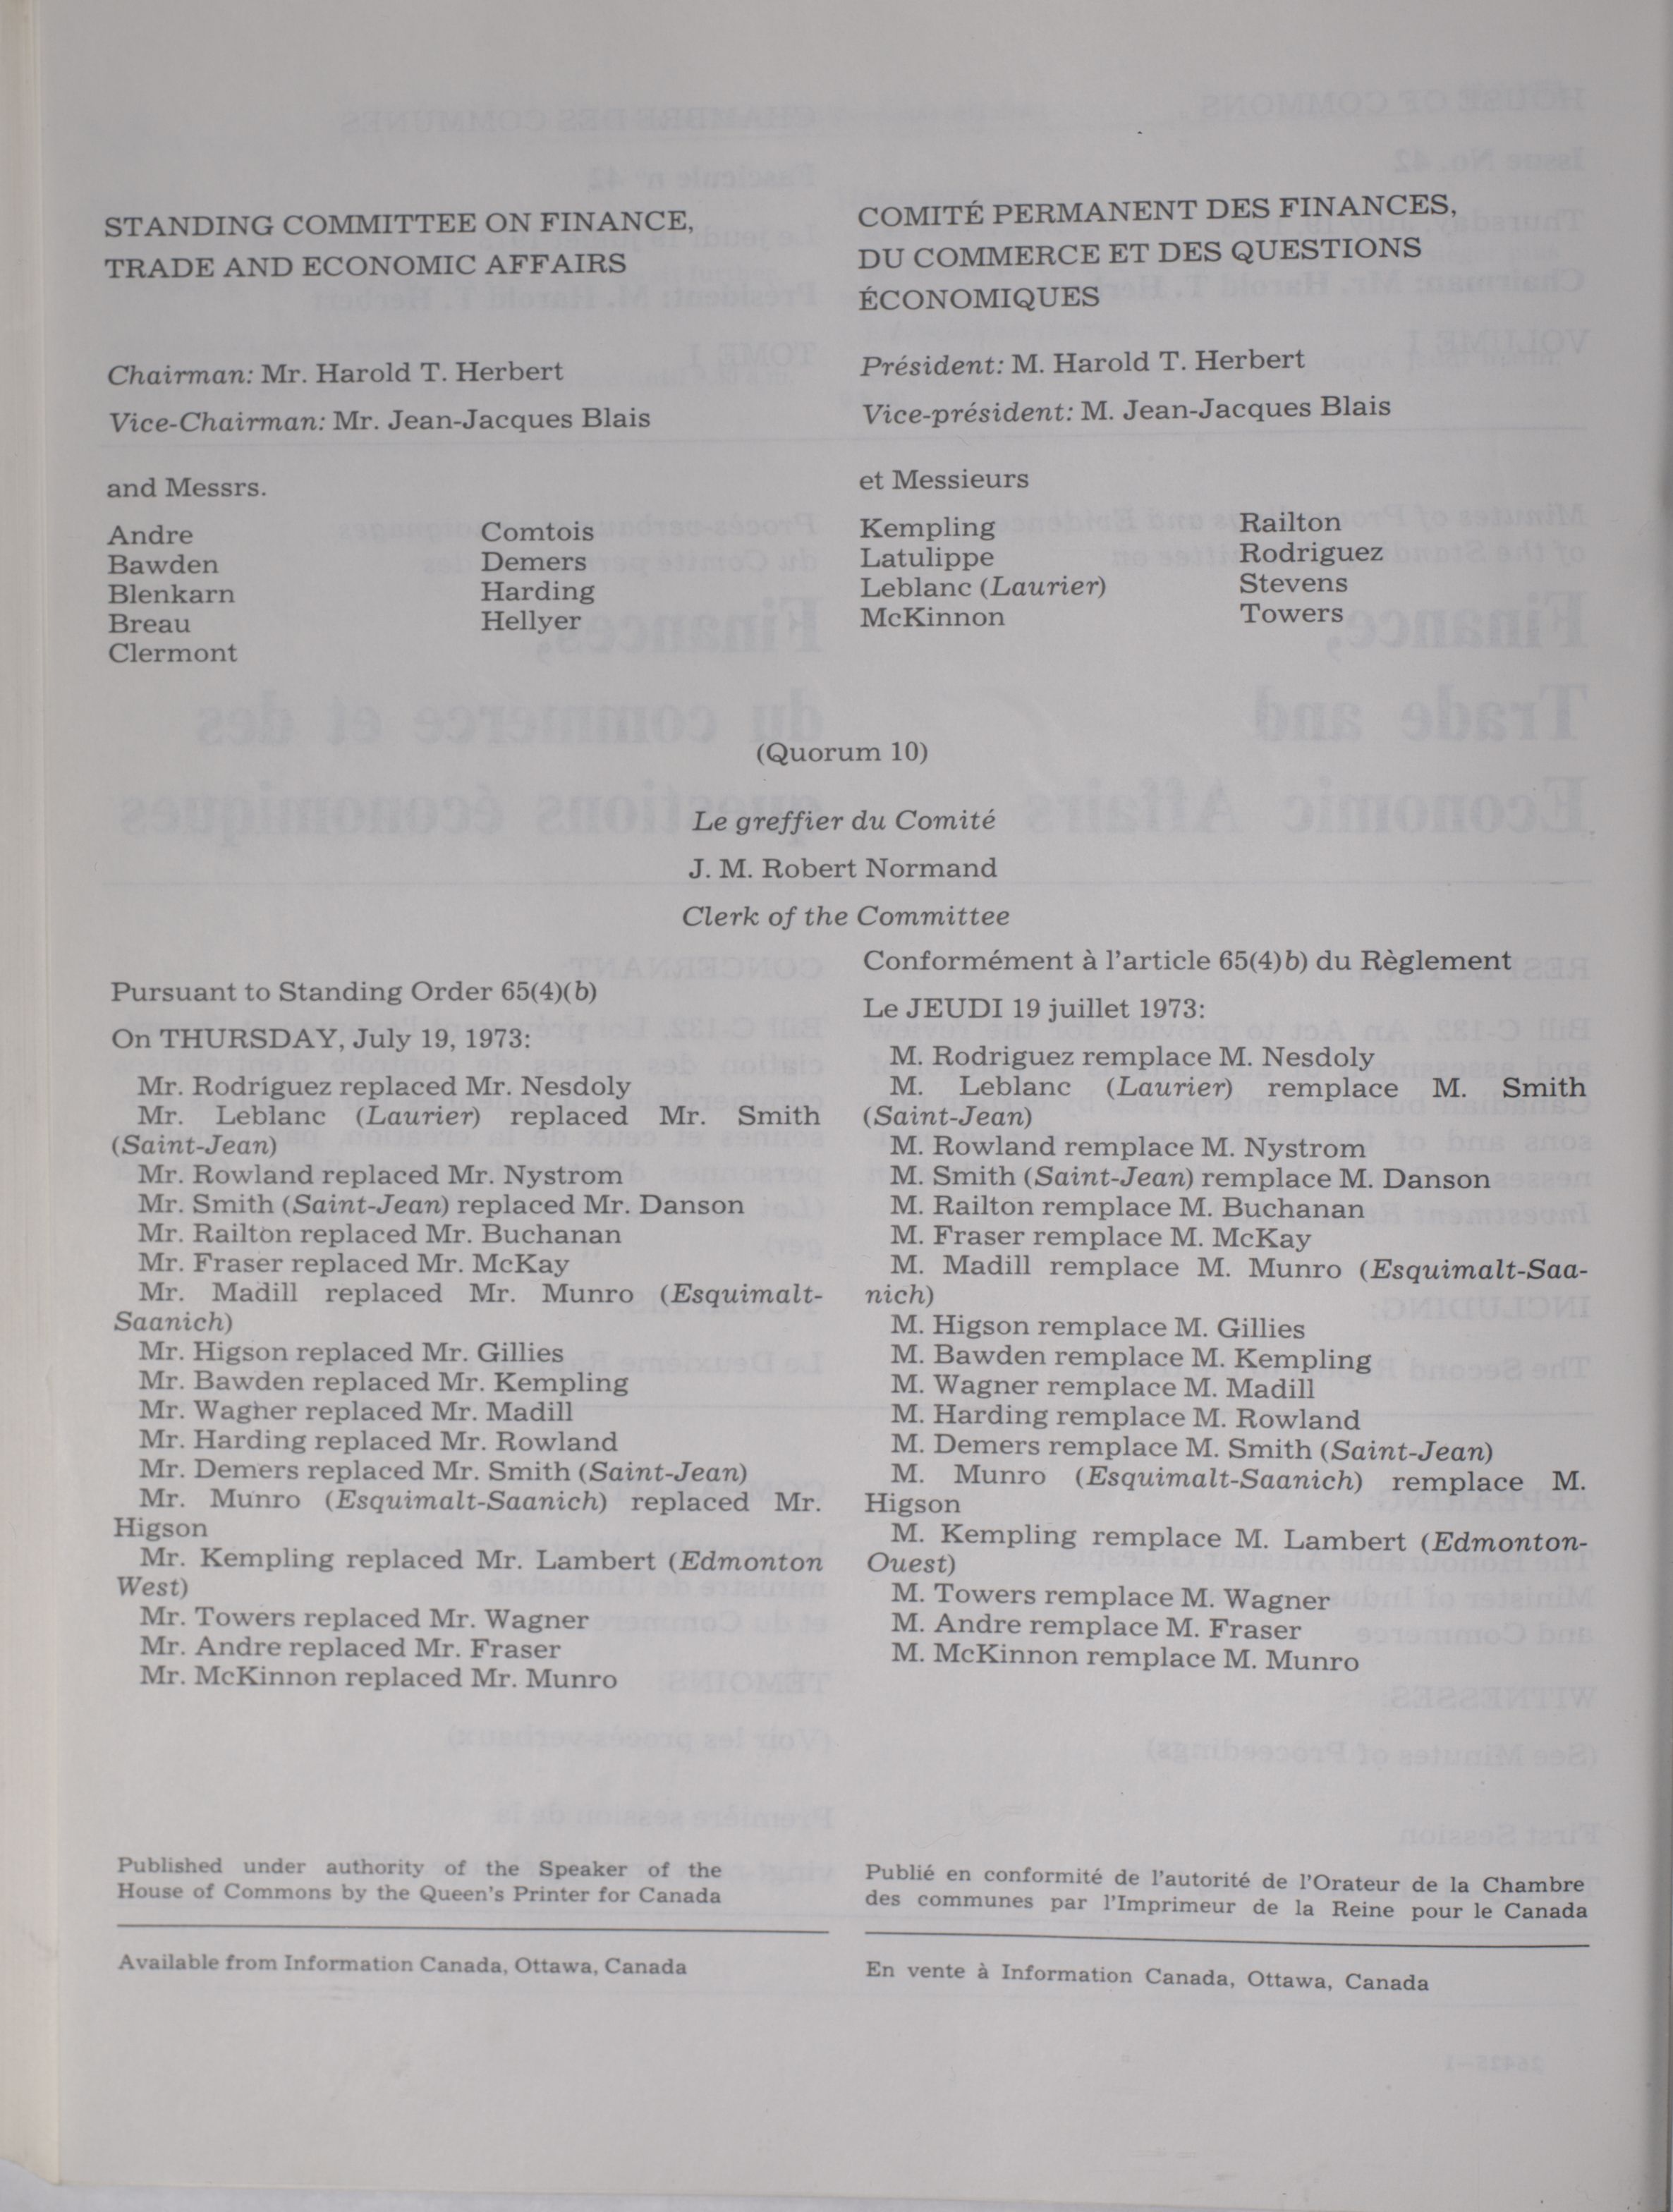 STANDING COMMITTEE ON FINANCE,
TRADE AND ECONOMIC AFFAIRS
Chairman: Mr. Harold T. Herbert
Vice-Chairman: Mr. Jean-Jacques Blais
and Messrs.
Andre
Bawden
Blenkarn
Breau
Clermont
Comtois
Demers
Harding
Hellyer
COMITÉ PERMANENT DES FINANCES,
DU COMMERCE ET DES QUESTIONS
ÉCONOMIQUES
Président: M. Harold T. Herbert
Vice-président: M. Jean-Jacques Blais
et Messieurs
Kempling
Latulippe
Leblanc (Laurier)
McKinnon
Railton
Rodriguez
Stevens
Towers
(Quorum 10)
Le greffier du Comité
J. M. Robert Normand
Clerk of the Committee
Pursuant to Standing Order 65(4)(b)
On THURSDAY, July 19, 1973:
Mr. Rodriguez replaced Mr. Nesdoly
Mr. Leblanc (Laurier) replaced Mr. Smith
(Saint-Jean)
Mr. Rowland replaced Mr. Nystrom
Mr. Smith (Saint-Jean) replaced Mr. Danson
Mr. Railton replaced Mr. Buchanan
Mr. Fraser replaced Mr. McKay
Mr. Madill replaced Mr. Munro (Esquimalt-
Saanich)
Mr. Higson replaced Mr. Gillies
Mr. Bawden replaced Mr. Kempling
Mr. Wagner replaced Mr. Madill
Mr. Harding replaced Mr. Rowland
Mr. Demers replaced Mr. Smith (Saint-Jean)
Mr. Munro (Esquimalt-Saanich) replaced Mr.
Higson
Mr. Kempling replaced Mr. Lambert (Edmonton
West)
Mr. Towers replaced Mr. Wagner
Mr. Andre replaced Mr. Fraser
Mr. McKinnon replaced Mr. Munro
Conformément à l'article 65(4)b) du Règlement
Le JEUDI 19 juillet 1973:
M. Rodriguez remplace M. Nesdoly
M. Leblanc (Laurier) remplace M. Smith
(Saint-Jean)
M. Rowland remplace M. Nystrom
M. Smith (Saint-Jean) remplace M. Danson
M. Railton remplace M. Buchanan
M. Fraser remplace M. McKay
M. Madill remplace M. Munro (Esquimalt-Saa-
nich)
M. Higson remplace M. Gillies
M. Bawden remplace M. Kempling
M. Wagner remplace M. Madill
M. Harding remplace M. Rowland
M. Demers remplace M. Smith (Saint-Jean)
M. Munro (Esquimalt-Saanich) remplace M.
Higson
M. Kempling remplace M. Lambert (Edmonton-
Ouest)
M. Towers remplace M. Wagner
M. Andre remplace M. Fraser
M. McKinnon remplace M. Munro
Published under authority of the Speaker of the
House of Commons by the Queen's Printer for Canada
Available from Information Canada, Ottawa, Canada
Publié en conformité de l'autorité de l'Orateur de la Chambre
des communes par l'Imprimeur de la Reine pour le Canada
En vente à Information Canada, Ottawa, Canada